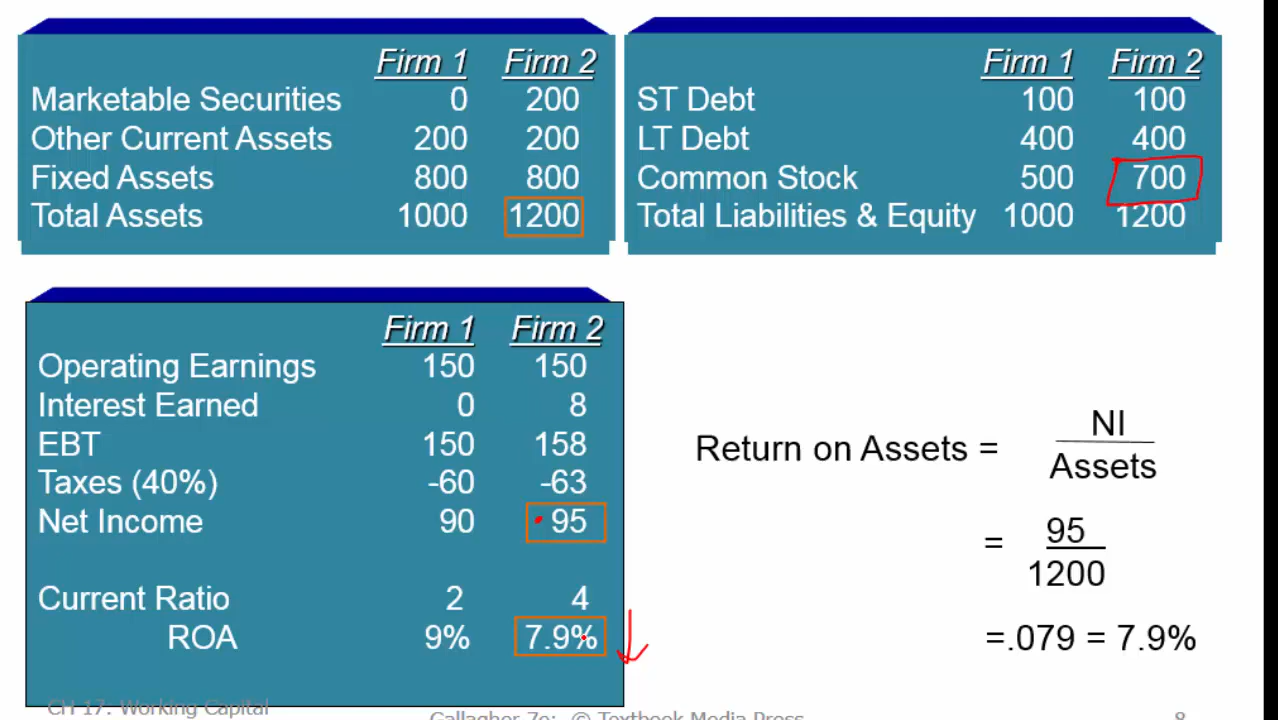 Firm 1 Firm 2
Marketable Securities 0 200
Other Current Assets 200 200
Fixed Assets 800 800
Total Assets 1000 1200
Firm 1 Firm 2
ST Debt 100 100
LT Debt 400 400
Common Stock 500 700
Total Liabilities & Equity 1000 1200
Firm 1 Firm 2
Operating Earnings 150 150
Interest Earned 0 8
EBT 150 158
Taxes (40%) -60 -63
Net Income 90 95
Current Ratio 2 4
ROA 9% 7.9%
Return on Assets = NI
Assets
= 95
1200
=.079 = 7.9%
CH 17: Working Capital
Gallagher 7e: © Textbook Media Press
8